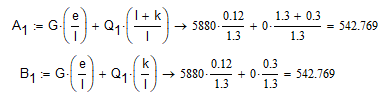 A₁ := G·(e/l) + Q₁·((l + k)/l) → 5880·0.12/1.3 + 0·(1.3 + 0.3)/1.3 = 542.769
B₁ := G·(e/l) + Q₁·(k/l) → 5880·0.12/1.3 + 0·0.3/1.3 = 542.769